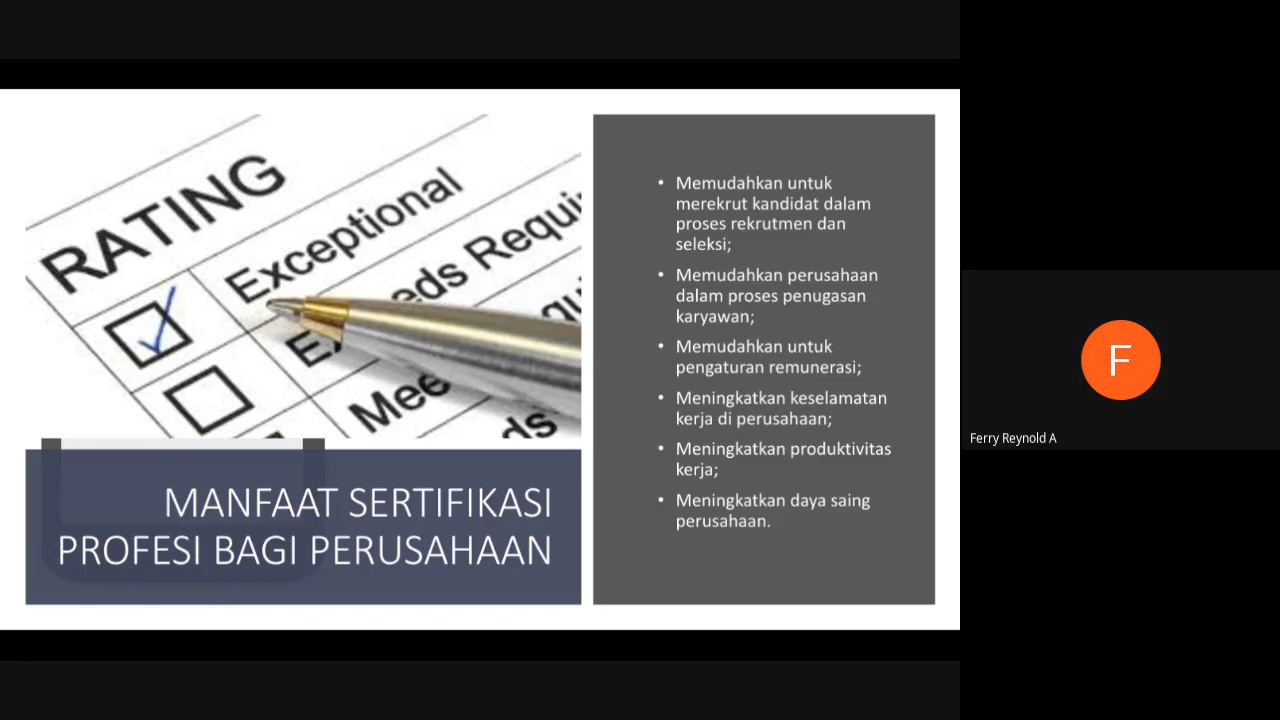 RATING
Exceptional
eds Requi
Mee
ds
MANFAAT SERTIFIKASI
PROFESI BAGI PERUSAHAAN
• Memudahkan untuk
merekrut kandidat dalam
proses rekrutmen dan
seleksi;
• Memudahkan perusahaan
dalam proses penugasan
karyawan;
• Memudahkan untuk
pengaturan remunerasi;
• Meningkatkan keselamatan
kerja di perusahaan;
• Meningkatkan produktivitas
kerja;
• Meningkatkan daya saing
perusahaan.
F
Ferry Reynold A